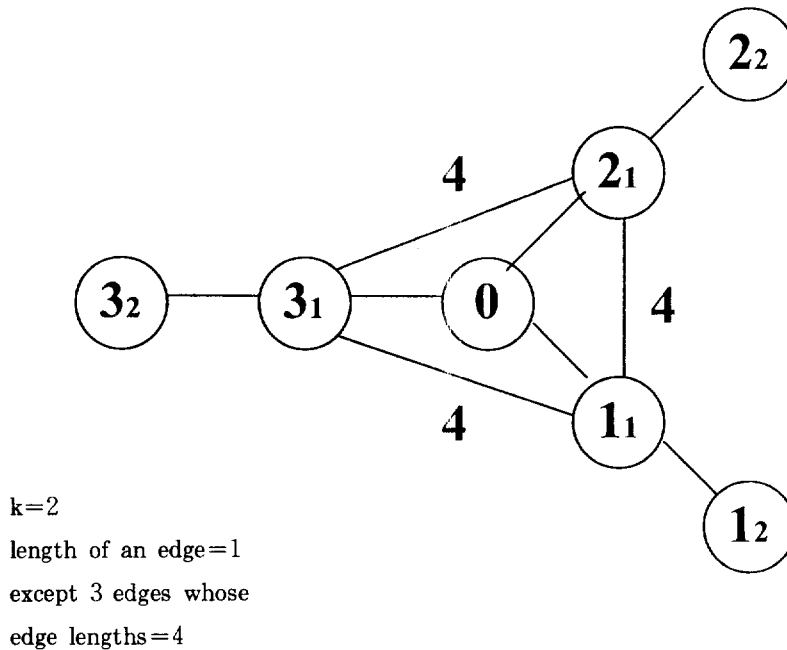 2₂
4
2₁
3₂
3₁
0
4
4
1₁
1₂
k=2
length of an edge=1
except 3 edges whose
edge lengths=4